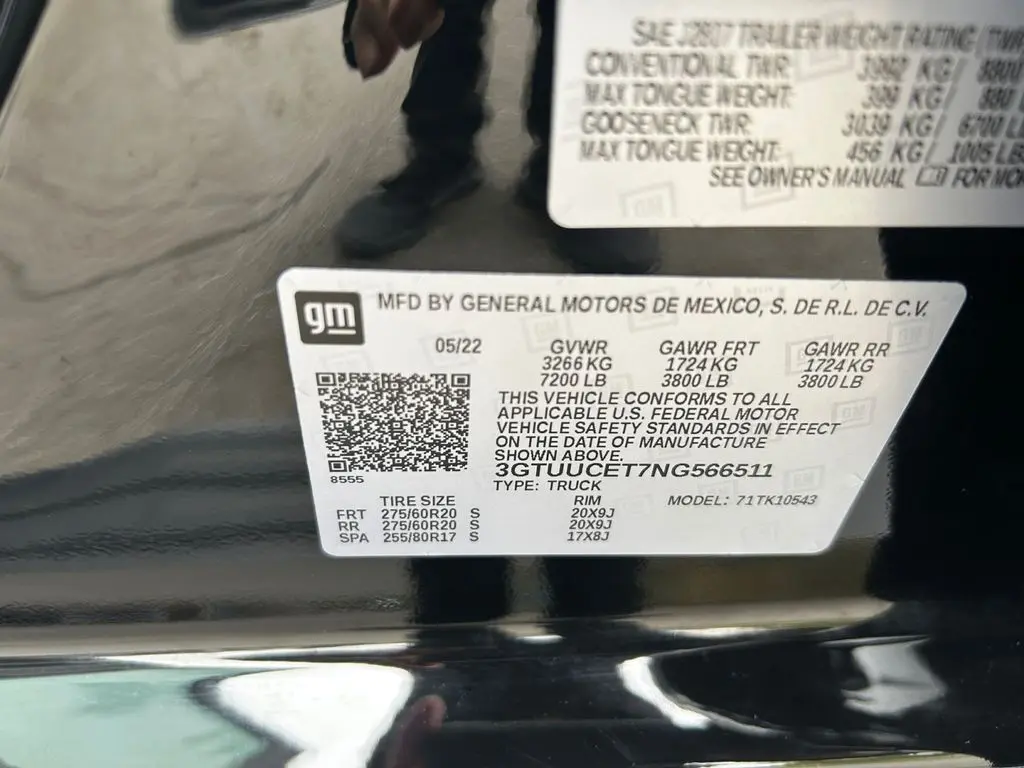 SAE J2807 TRAILER WEIGHT RATING (TWR
CONVENTIONAL TWR: 3992 KG/ 8800
MAX TONGUE WEIGHT: 399 KG/ 880 LB
GOOSENECK TWR: 3039 KG/ 6700 LB
MAX TONGUE WEIGHT: 456 KG/ 1005 LBS
SEE OWNER'S MANUAL FOR MOR
gm
MFD BY GENERAL MOTORS DE MEXICO, S. DE R.L. DE C.V.
05/22 GVWR GAWR FRT GAWR RR
3266 KG 1724 KG 1724 KG
7200 LB 3800 LB 3800 LB
THIS VEHICLE CONFORMS TO ALL
APPLICABLE U.S. FEDERAL MOTOR
VEHICLE SAFETY STANDARDS IN EFFECT
ON THE DATE OF MANUFACTURE
SHOWN ABOVE.
3GTUUCET7NG566511
8555
TYPE: TRUCK
TIRE SIZE RIM MODEL: 71TK10543
FRT 275/60R20 S 20X9J
RR 275/60R20 S 20X9J
SPA 255/80R17 S 17X8J